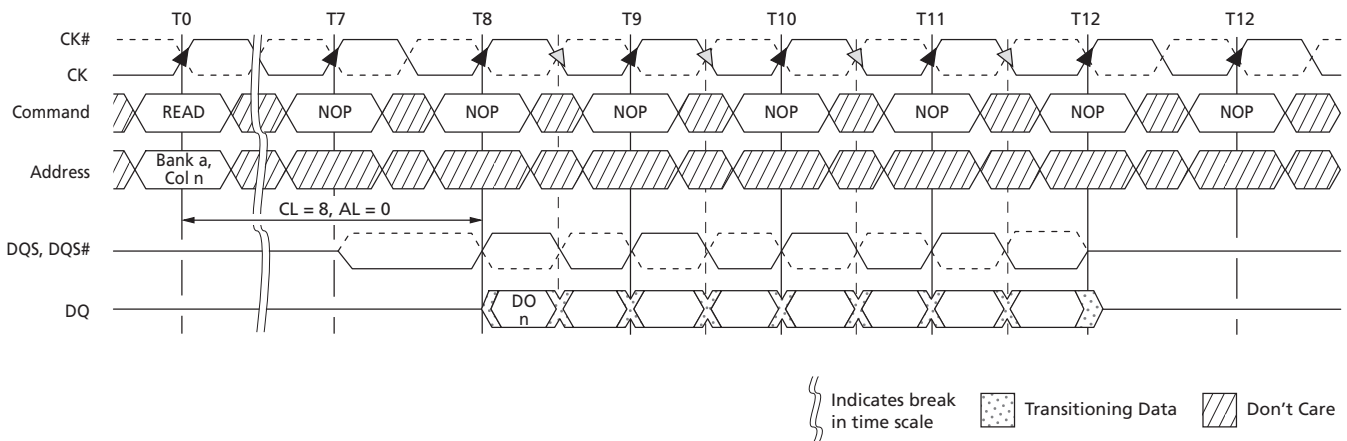 T0 T7 T8 T9 T10 T11 T12 T12
CK#
CK
Command READ NOP NOP NOP NOP NOP NOP NOP
Address Bank a,
Col n
CL = 8, AL = 0
DQS, DQS#
DQ DO
n
Indicates break
in time scale
Transitioning Data
Don't Care